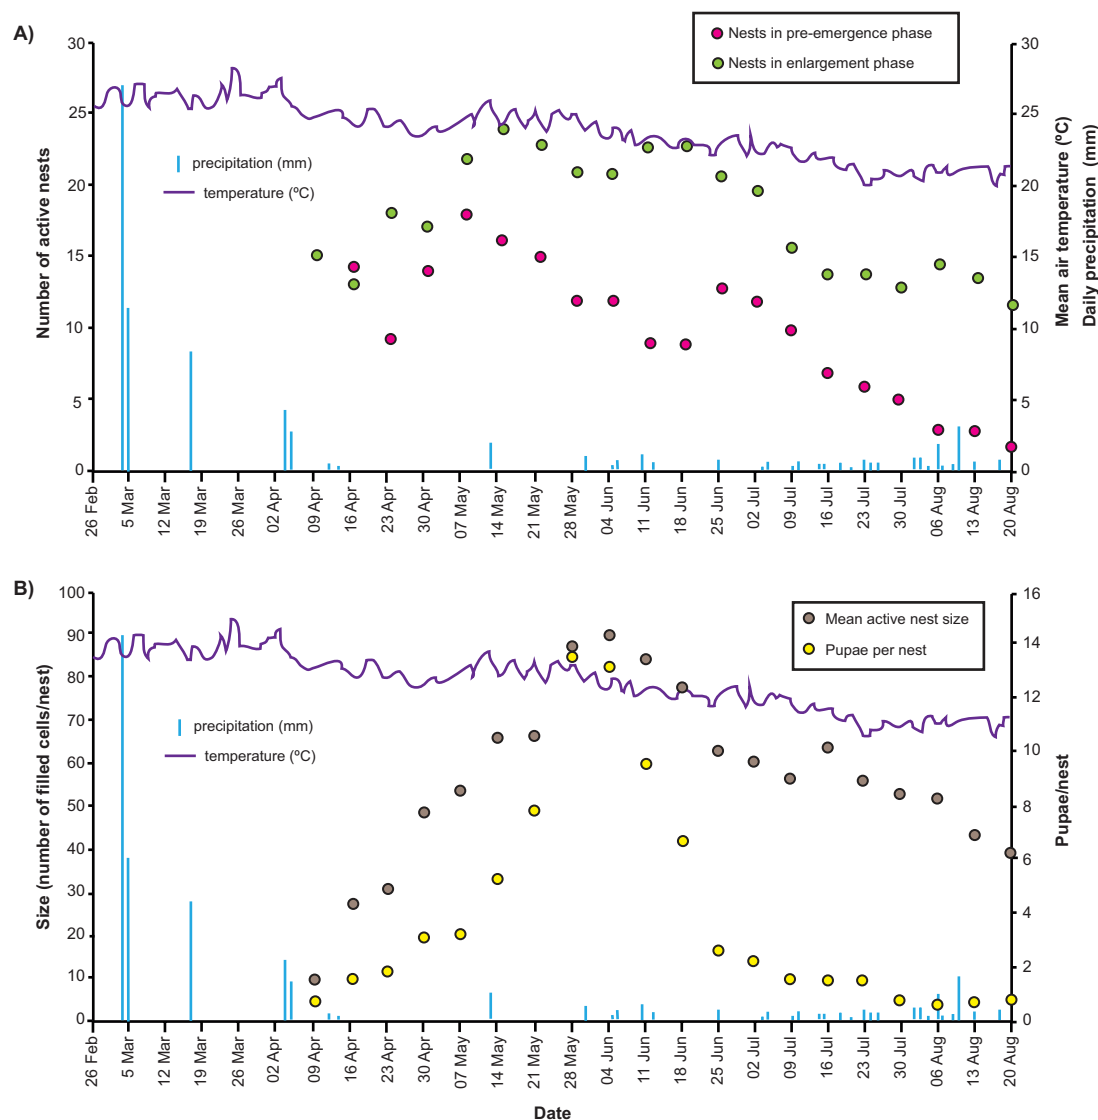 A)
Nests in pre-emergence phase
Nests in enlargement phase
30
25
20
15
10
5
0
Number of active nests
precipitation (mm)
temperature (ºC)
30
25
20
15
10
5
0
Mean air temperature (ºC)
Daily precipitation (mm)
26 Feb
5 Mar
12 Mar
19 Mar
26 Mar
02 Apr
09 Apr
16 Apr
23 Apr
30 Apr
07 May
14 May
21 May
28 May
04 Jun
11 Jun
18 Jun
25 Jun
02 Jul
09 Jul
16 Jul
23 Jul
30 Jul
06 Aug
13 Aug
20 Aug
B)
Mean active nest size
Pupae per nest
100
90
80
70
60
50
40
30
20
10
0
Size (number of filled cells/nest)
precipitation (mm)
temperature (ºC)
16
14
12
10
8
6
4
2
0
Pupae/nest
26 Feb
5 Mar
12 Mar
19 Mar
26 Mar
02 Apr
09 Apr
16 Apr
23 Apr
30 Apr
07 May
14 May
21 May
28 May
04 Jun
11 Jun
18 Jun
25 Jun
02 Jul
09 Jul
16 Jul
23 Jul
30 Jul
06 Aug
13 Aug
20 Aug
Date